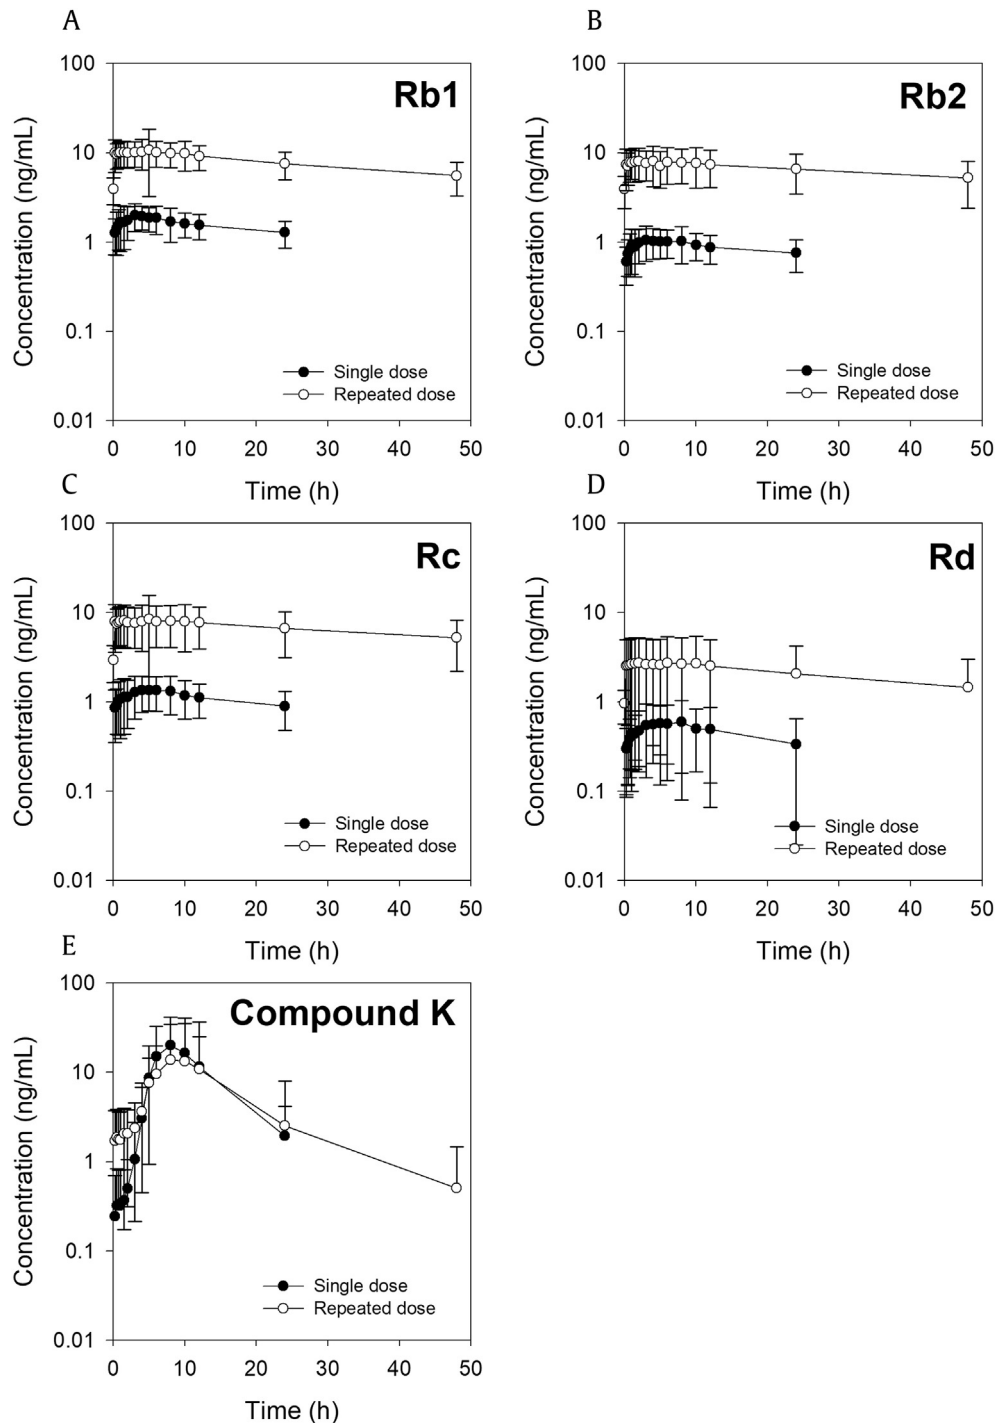 A
B
100
10
1
0.1
0.01
Concentration (ng/mL)
Rb1
Single dose
Repeated dose
0 10 20 30 40 50
Time (h)
100
10
1
0.1
0.01
Concentration (ng/mL)
Rb2
Single dose
Repeated dose
0 10 20 30 40 50
Time (h)
C
D
100
10
1
0.1
0.01
Concentration (ng/mL)
Rc
Single dose
Repeated dose
0 10 20 30 40 50
Time (h)
100
10
1
0.1
0.01
Concentration (ng/mL)
Rd
Single dose
Repeated dose
0 10 20 30 40 50
Time (h)
E
100
10
1
0.1
0.01
Concentration (ng/mL)
Compound K
Single dose
Repeated dose
0 10 20 30 40 50
Time (h)